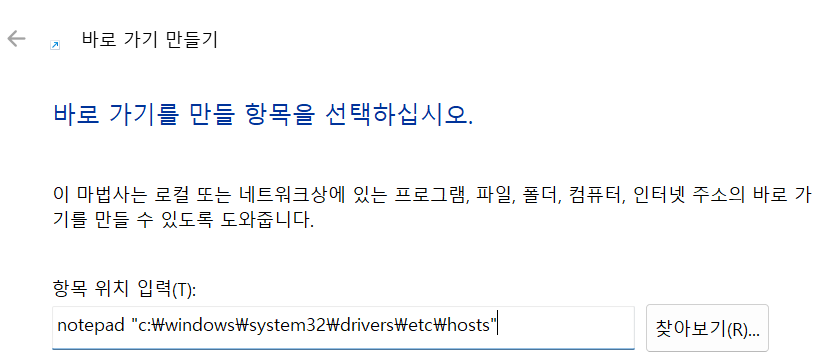 바로 가기 만들기
바로 가기를 만들 항목을 선택하십시오.
이 마법사는 로컬 또는 네트워크상에 있는 프로그램, 파일, 폴더, 컴퓨터, 인터넷 주소의 바로 가
기를 만들 수 있도록 도와줍니다.
항목 위치 입력(T):
notepad "c:₩windows₩system32₩drivers₩etc₩hosts"
찾아보기(R)...